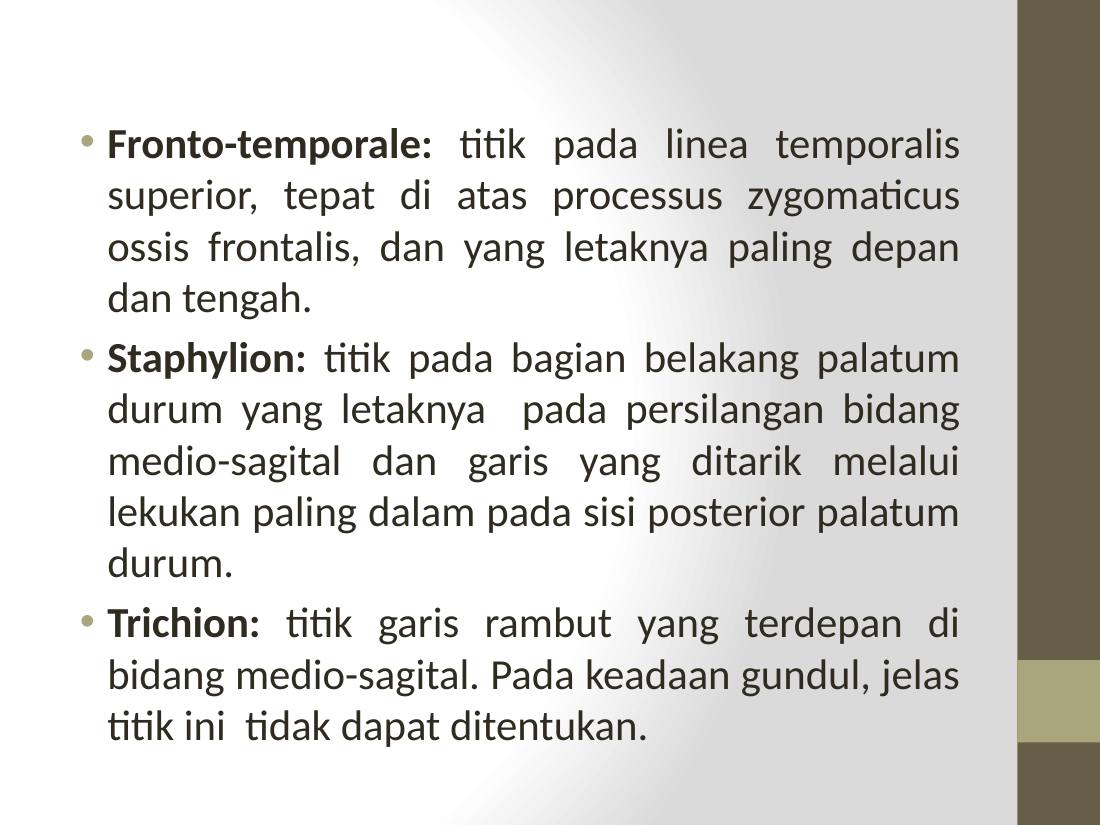 • Fronto-temporale: titik pada linea temporalis
superior, tepat di atas processus zygomaticus
ossis frontalis, dan yang letaknya paling depan
dan tengah.
• Staphylion: titik pada bagian belakang palatum
durum yang letaknya pada persilangan bidang
medio-sagital dan garis yang ditarik melalui
lekukan paling dalam pada sisi posterior palatum
durum.
• Trichion: titik garis rambut yang terdepan di
bidang medio-sagital. Pada keadaan gundul, jelas
titik ini tidak dapat ditentukan.